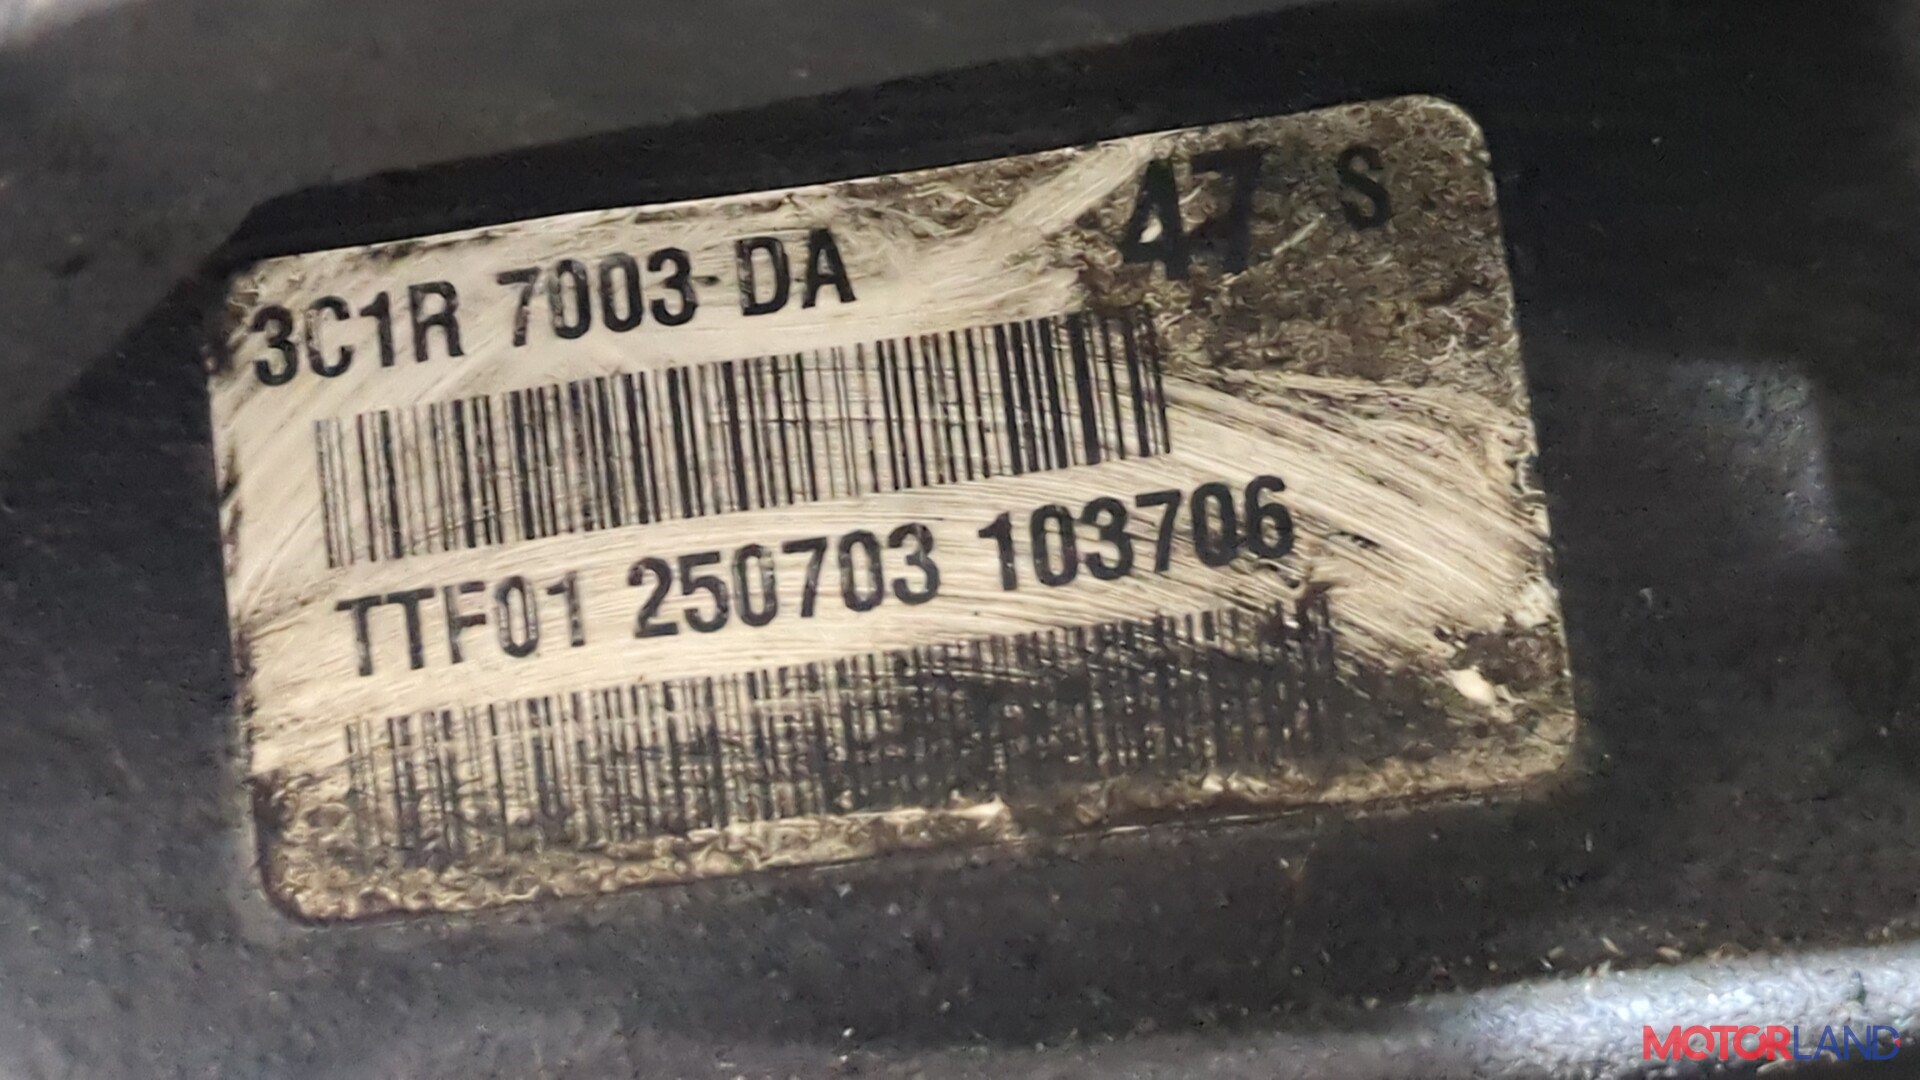 47 S
3C1R 7003-DA
TTF01 250703 103706
MOTORLAND